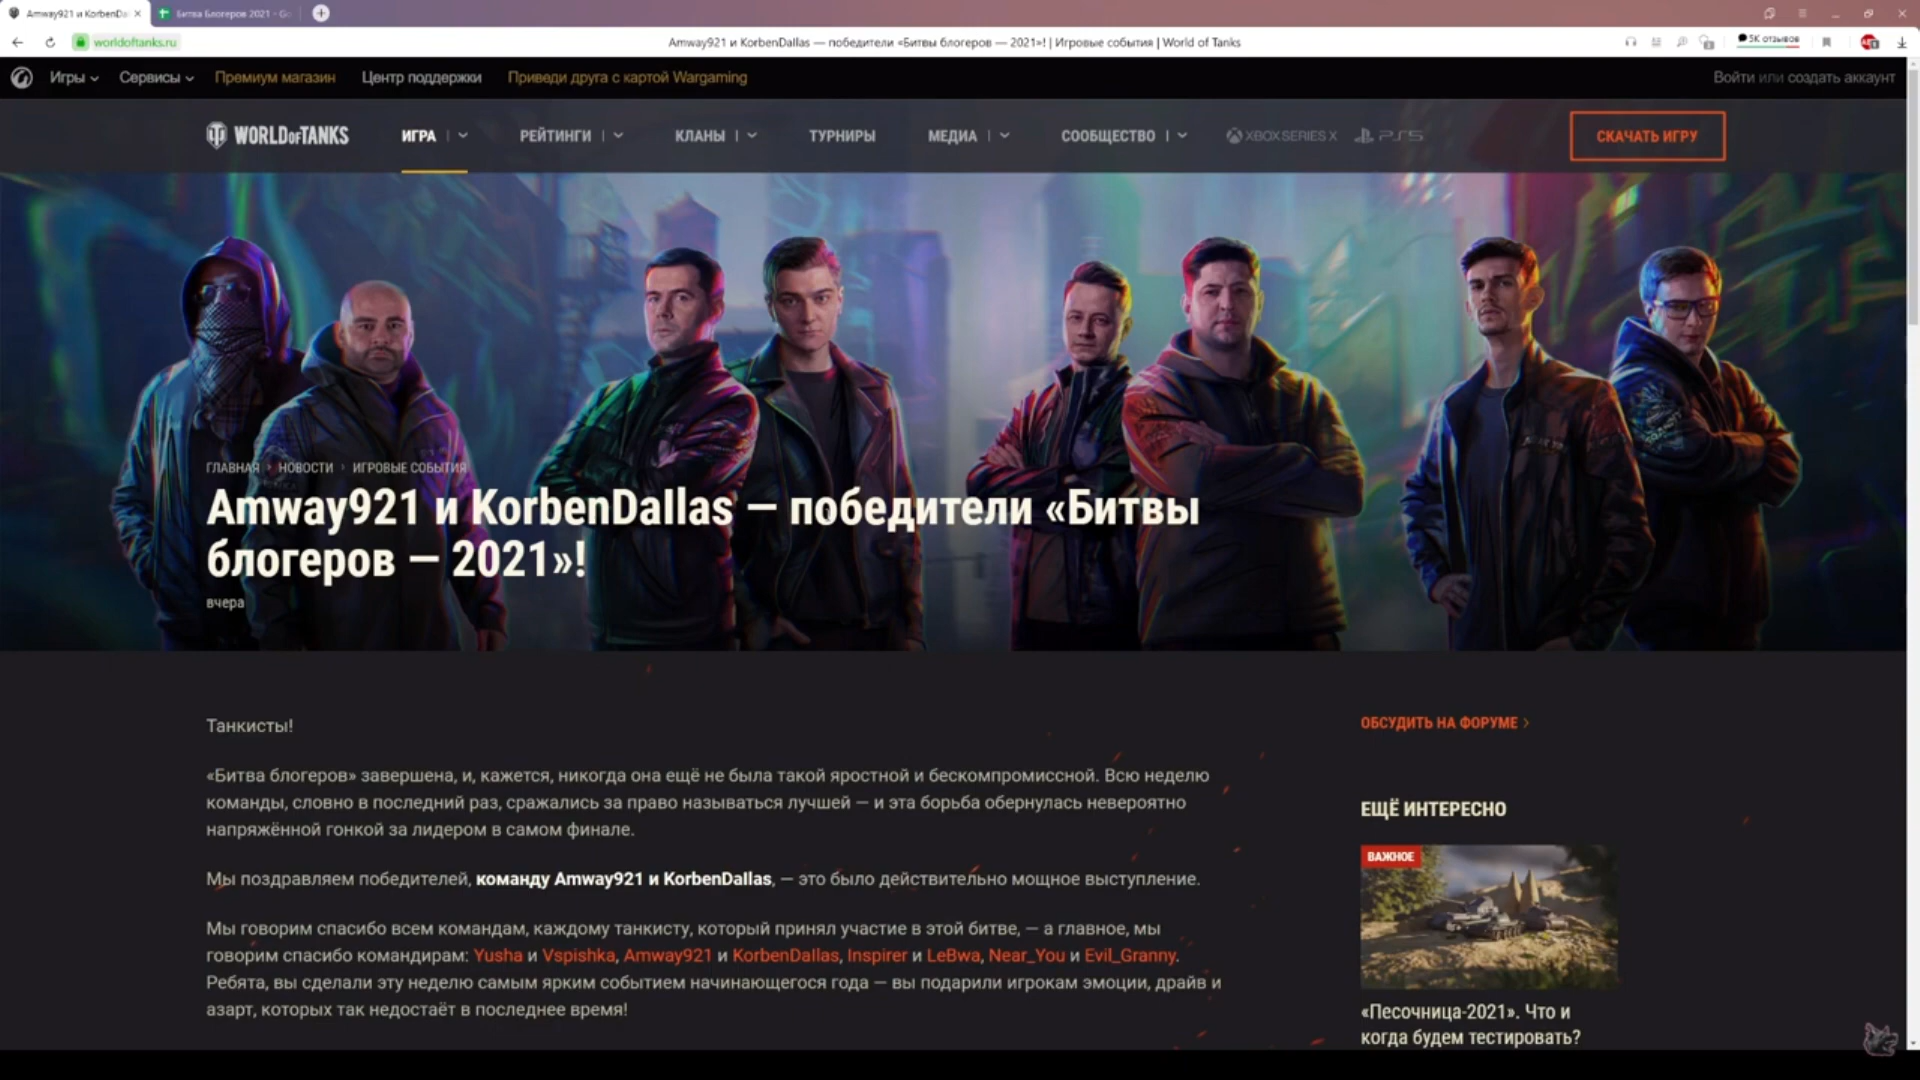 Amway921 и KorbenDa
Битва Блогеров 2021 - Go
worldoftanks.ru
Amway921 и KorbenDallas — победители «Битвы блогеров — 2021»! | Игровые события | World of Tanks
5К отзывов
Игры
Сервисы
Премиум магазин
Центр поддержки
Приведи друга с картой Wargaming
Войти или создать аккаунт
WORLD OF TANKS
ИГРА
РЕЙТИНГИ
КЛАНЫ
ТУРНИРЫ
МЕДИА
СООБЩЕСТВО
XBOX SERIES X
PS5
СКАЧАТЬ ИГРУ
ГЛАВНАЯ › НОВОСТИ › ИГРОВЫЕ СОБЫТИЯ
Amway921 и KorbenDallas — победители «Битвы
блогеров — 2021»!
вчера
Танкисты!
«Битва блогеров» завершена, и, кажется, никогда она ещё не была такой яростной и бескомпромиссной. Всю неделю
команды, словно в последний раз, сражались за право называться лучшей — и эта борьба обернулась невероятно
напряжённой гонкой за лидером в самом финале.
Мы поздравляем победителей, команду Amway921 и KorbenDallas, — это было действительно мощное выступление.
Мы говорим спасибо всем командам, каждому танкисту, который принял участие в этой битве, — а главное, мы
говорим спасибо командирам: Yusha и Vspishka, Amway921 и KorbenDallas, Inspirer и LeBwa, Near_You и Evil_Granny.
Ребята, вы сделали эту неделю самым ярким событием начинающегося года — вы подарили игрокам эмоции, драйв и
азарт, которых так недостаёт в последнее время!
ОБСУДИТЬ НА ФОРУМЕ ›
ЕЩЁ ИНТЕРЕСНО
ВАЖНОЕ
«Песочница-2021». Что и
когда будем тестировать?